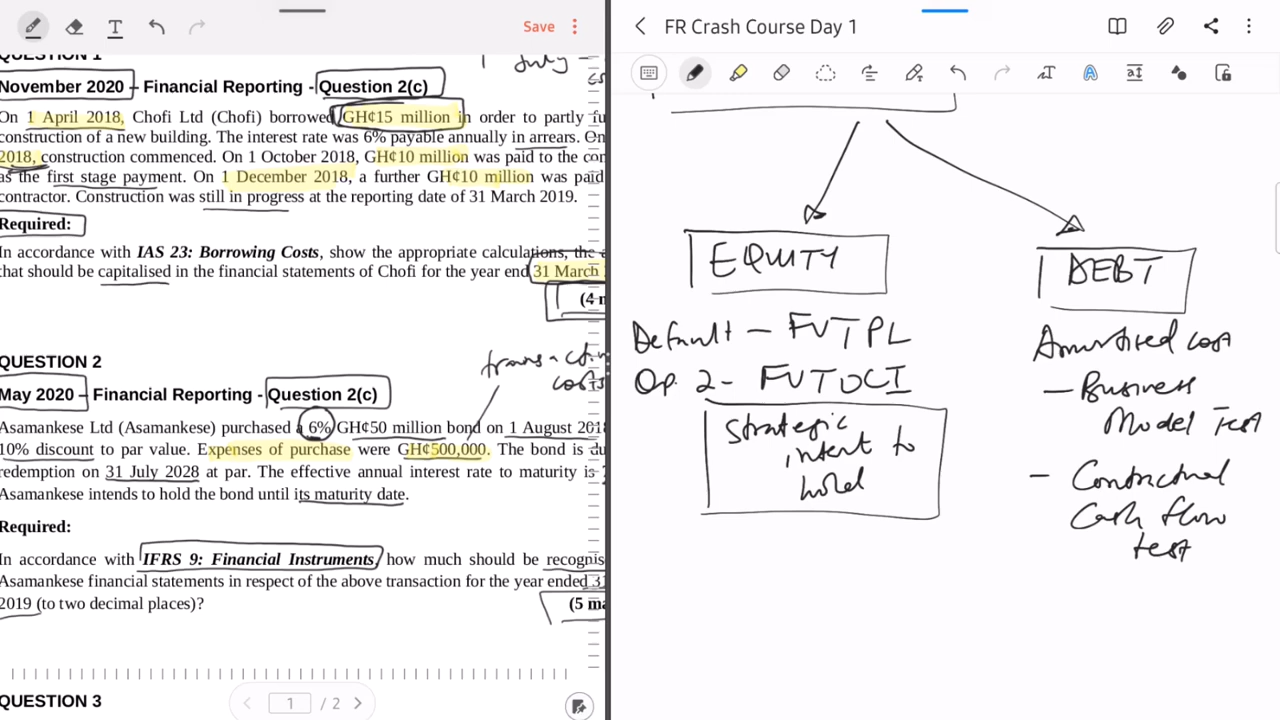 Save
QUESTION 1
1 July -
November 2020 – Financial Reporting - Question 2(c)
On 1 April 2018, Chofi Ltd (Chofi) borrowed GH¢15 million in order to partly fu
construction of a new building. The interest rate was 6% payable annually in arrears. On
2018, construction commenced. On 1 October 2018, GH¢10 million was paid to the con
as the first stage payment. On 1 December 2018, a further GH¢10 million was paid
contractor. Construction was still in progress at the reporting date of 31 March 2019.
Required:
In accordance with IAS 23: Borrowing Costs, show the appropriate calculations, the a
that should be capitalised in the financial statements of Chofi for the year end 31 March
(4 m
QUESTION 2
transaction
costs
May 2020 – Financial Reporting - Question 2(c)
Asamankese Ltd (Asamankese) purchased a 6% GH¢50 million bond on 1 August 201
10% discount to par value. Expenses of purchase were GH¢500,000. The bond is du
redemption on 31 July 2028 at par. The effective annual interest rate to maturity is
Asamankese intends to hold the bond until its maturity date.
Required:
In accordance with IFRS 9: Financial Instruments, how much should be recognis
Asamankese financial statements in respect of the above transaction for the year ended 31
2019 (to two decimal places)?
(5 ma
QUESTION 3
1 / 2
FR Crash Course Day 1
EQUITY
Default – FVTPL
Op. 2 - FVTOCI
Strategic
intent to
hold
DEBT
Amortised cost
– Business
Model Test
– Contractual
Cash flow
test